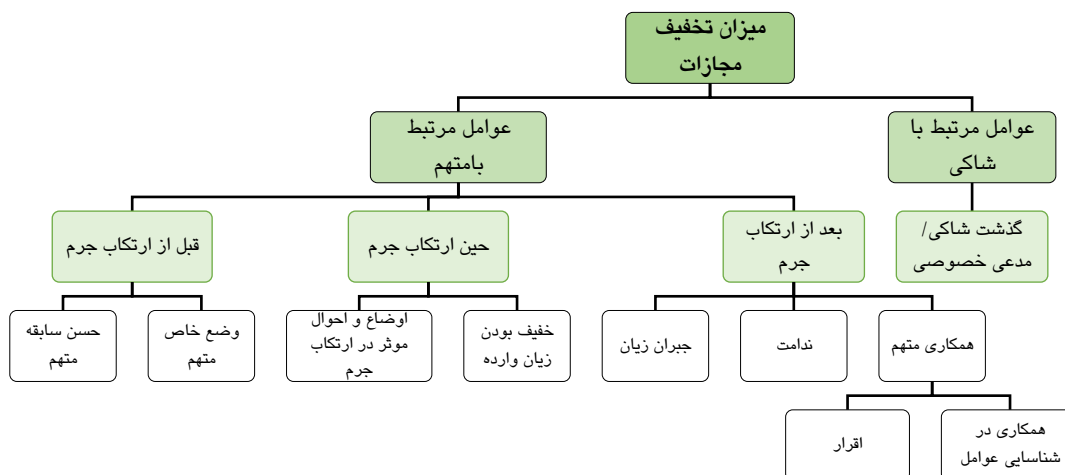 میزان تخفیف
مجازات
عوامل مرتبط با
شاکی
عوامل مرتبط
بامتهم
گذشت شاکی/
مدعی خصوصی
بعد از ارتکاب
جرم
حین ارتکاب جرم
قبل از ارتکاب جرم
همکاری متهم
ندامت
جبران زیان
خفیف بودن
زیان وارده
اوضاع و احوال
موثر در ارتکاب
جرم
وضع خاص
متهم
حسن سابقه
متهم
همکاری در
شناسایی عوامل
اقرار